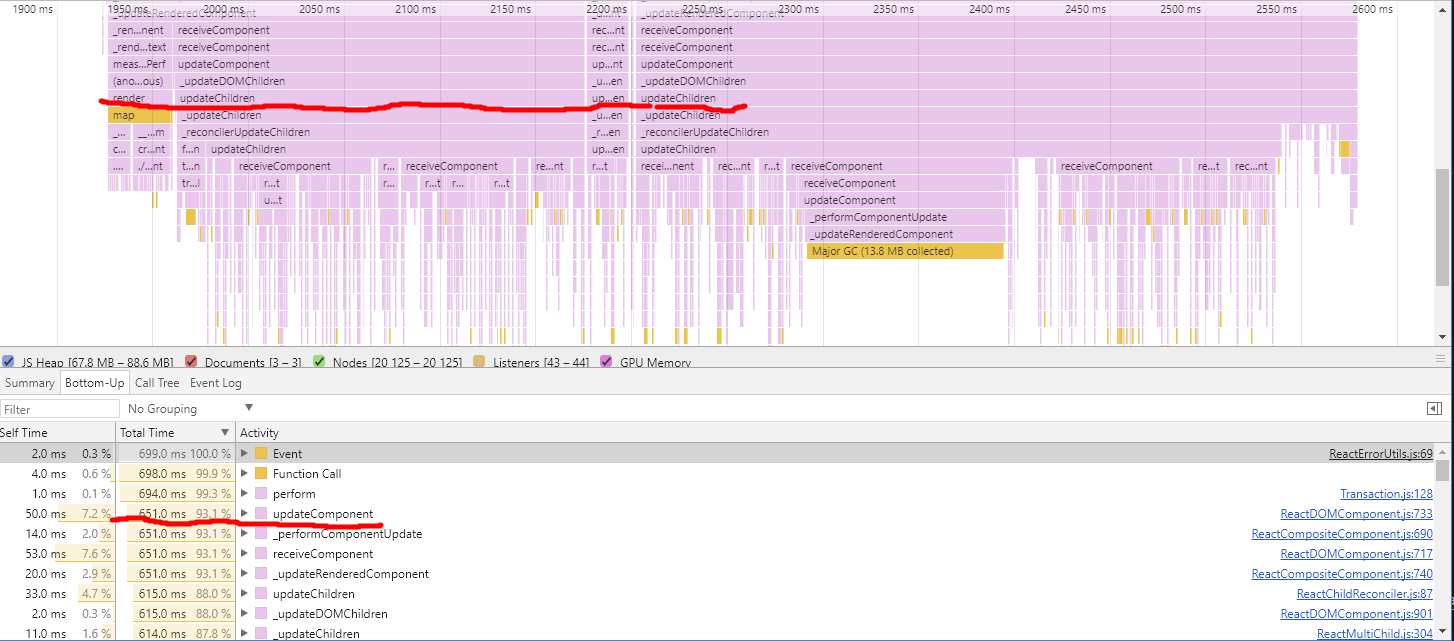 1900 ms 1950 ms 2000 ms 2050 ms 2100 ms 2150 ms 2200 ms 2250 ms 2300 ms 2350 ms 2400 ms 2450 ms 2500 ms 2550 ms 2600 ms
_updateRenderedComponent _u...nt _updateRenderedComponent
_ren...nent receiveComponent rec...nt receiveComponent
_rend...text receiveComponent rec...nt receiveComponent
meas...Perf updateComponent up...nt updateComponent
(ano...ous) _updateDOMChildren _u...en _updateDOMChildren
render updateChildren up...en updateChildren
map _updateChildren _u...en _updateChildren
_... __...m _reconcilerUpdateChildren _r...en _reconcilerUpdateChildren
c... cr...nt f...n updateChildren up...en updateChildren
.... ./...nt t...n receiveComponent r... receiveComponent re...nt r...t recei...nent rec...nt r...t receiveComponent receiveComponent re...t rec...nt
tr...l r...t r... r...t r... r...t receiveComponent
u...t updateComponent
_performComponentUpdate
_updateRenderedComponent
Major GC (13.8 MB collected)
JS Heap [67.8 MB – 88.6 MB] Documents [3 – 3] Nodes [20 125 – 20 125] Listeners [43 – 44] GPU Memory
Summary Bottom-Up Call Tree Event Log
Filter No Grouping
Self Time Total Time Activity
2.0 ms 0.3 % 699.0 ms 100.0 % Event ReactErrorUtils.js:69
4.0 ms 0.6 % 698.0 ms 99.9 % Function Call
1.0 ms 0.1 % 694.0 ms 99.3 % perform Transaction.js:128
50.0 ms 7.2 % 651.0 ms 93.1 % updateComponent ReactDOMComponent.js:733
14.0 ms 2.0 % 651.0 ms 93.1 % _performComponentUpdate ReactCompositeComponent.js:690
53.0 ms 7.6 % 651.0 ms 93.1 % receiveComponent ReactDOMComponent.js:717
20.0 ms 2.9 % 651.0 ms 93.1 % _updateRenderedComponent ReactCompositeComponent.js:740
33.0 ms 4.7 % 615.0 ms 88.0 % updateChildren ReactChildReconciler.js:87
2.0 ms 0.3 % 615.0 ms 88.0 % _updateDOMChildren ReactDOMComponent.js:901
11.0 ms 1.6 % 614.0 ms 87.8 % _updateChildren ReactMultiChild.js:304